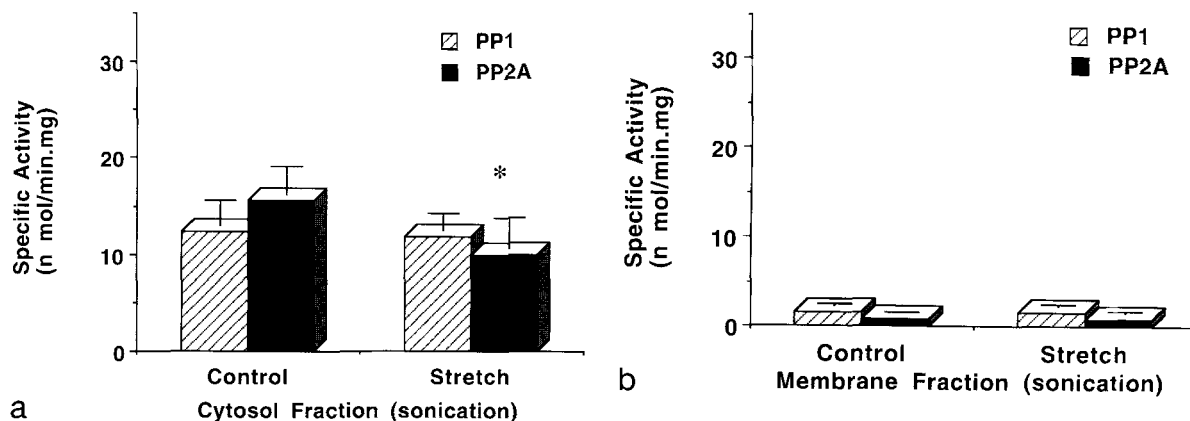 PP1
PP2A
30
20
10
0
Specific Activity
(n mol/min.mg)
*
Control Stretch
Cytosol Fraction (sonication)
a
PP1
PP2A
30
20
10
0
Specific Activity
(n mol/min.mg)
Control Stretch
Membrane Fraction (sonication)
b